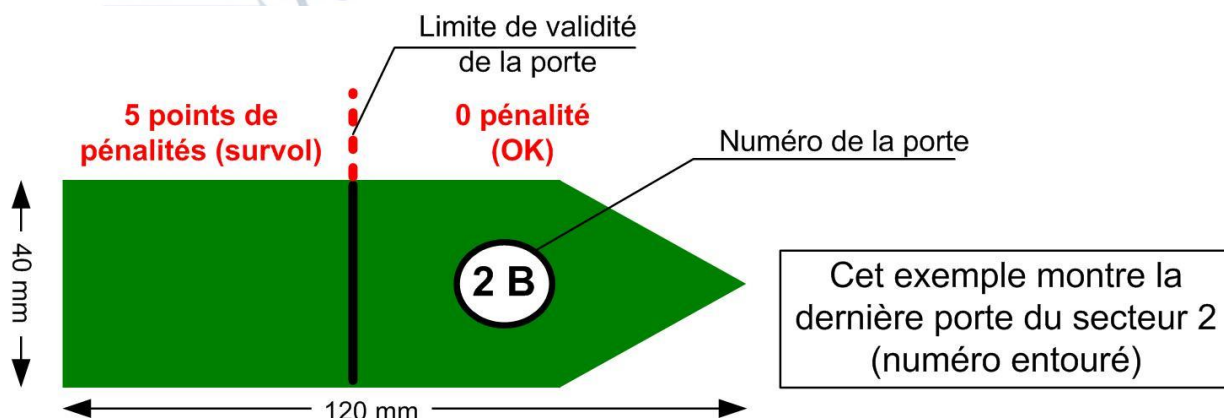 Limite de validité
de la porte
5 points de
pénalités (survol)
0 pénalité
(OK)
Numéro de la porte
40 mm
2 B
Cet exemple montre la
dernière porte du secteur 2
(numéro entouré)
120 mm